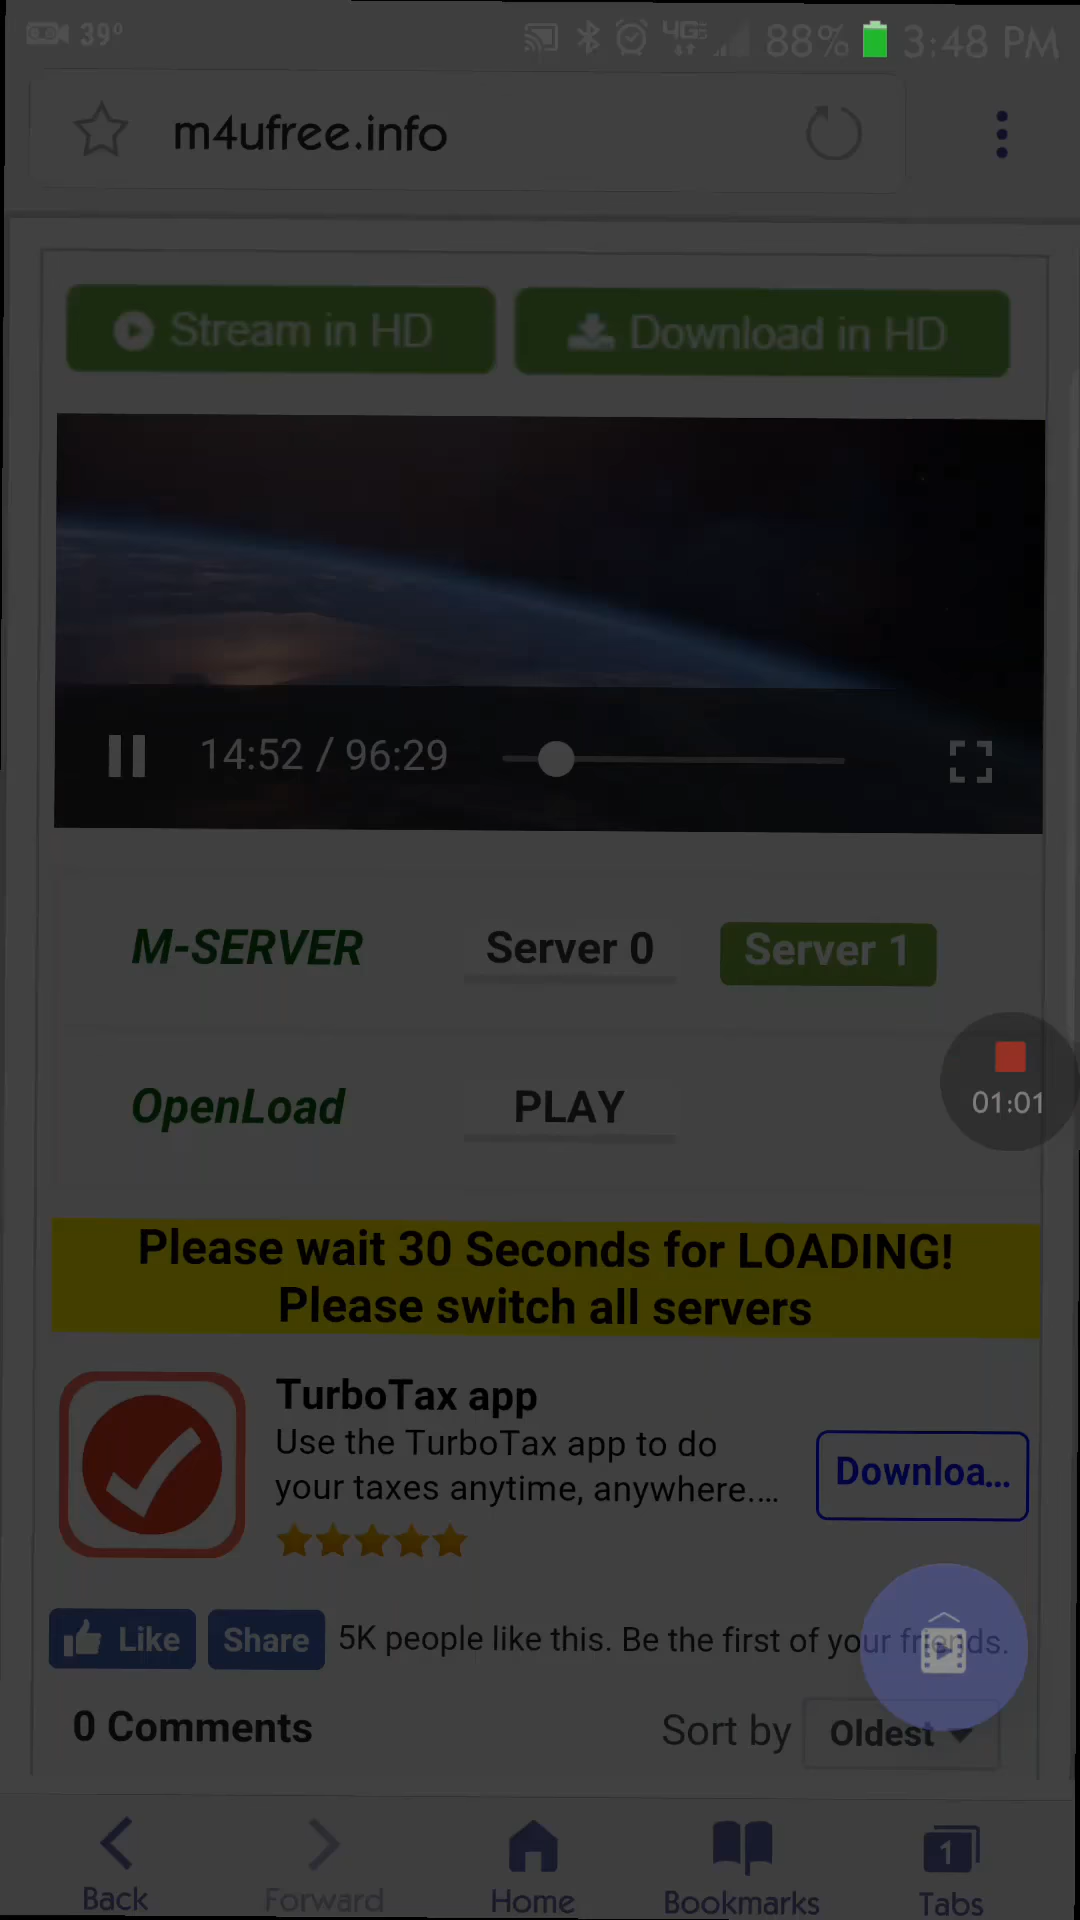 39°
4G
88%
3:48 PM
m4ufree.info
Stream in HD
Download in HD
14:52 / 96:29
M-SERVER
Server 0
Server 1
OpenLoad
PLAY
01:01
Please wait 30 Seconds for LOADING!
Please switch all servers
TurboTax app
Use the TurboTax app to do
your taxes anytime, anywhere....
Downloa...
Like
Share
5K people like this. Be the first of your friends.
0 Comments
Sort by
Oldest
Back
Forward
Home
Bookmarks
1
Tabs